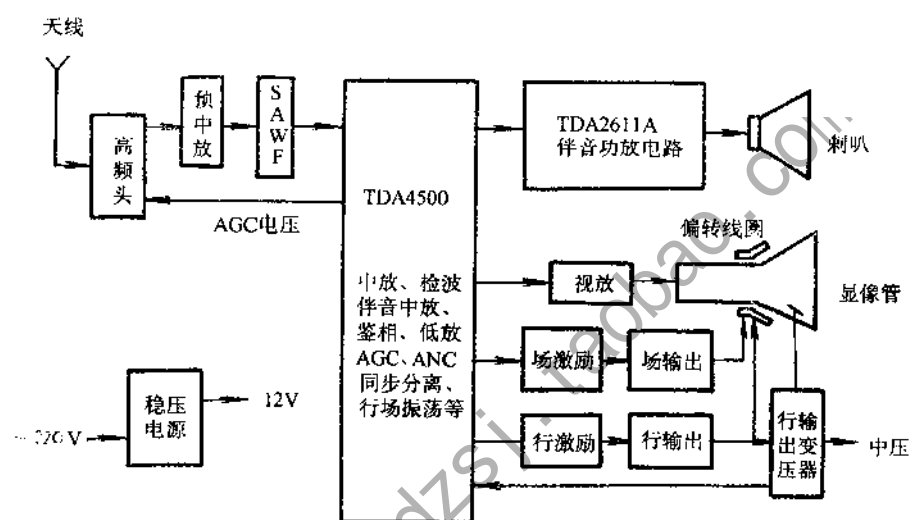 天线
高
频
头
预
中
放
S
A
W
F
AGC电压
TDA4500
中放、检波
伴音中放、
鉴相、低放
AGC、ANC
同步分离、
行场振荡等
TDA2611A
伴音功放电路
喇叭
偏转线圈
视放
显像管
场激励
场输出
行激励
行输出
行输
出变
压器
中压
稳压
电源
12V
dzsj.taobao.com